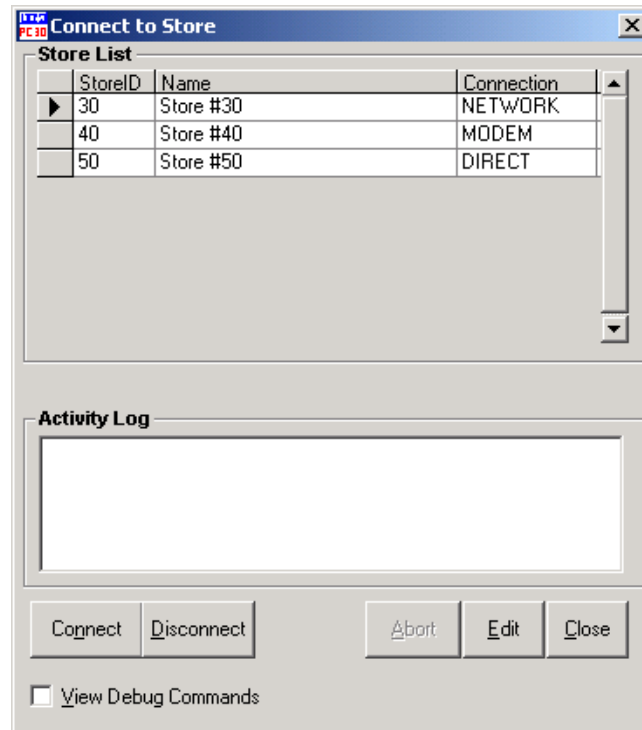 PC30 Connect to Store
Store List
StoreID Name Connection
30 Store #30 NETWORK
40 Store #40 MODEM
50 Store #50 DIRECT
Activity Log
Connect Disconnect Abort Edit Close
View Debug Commands